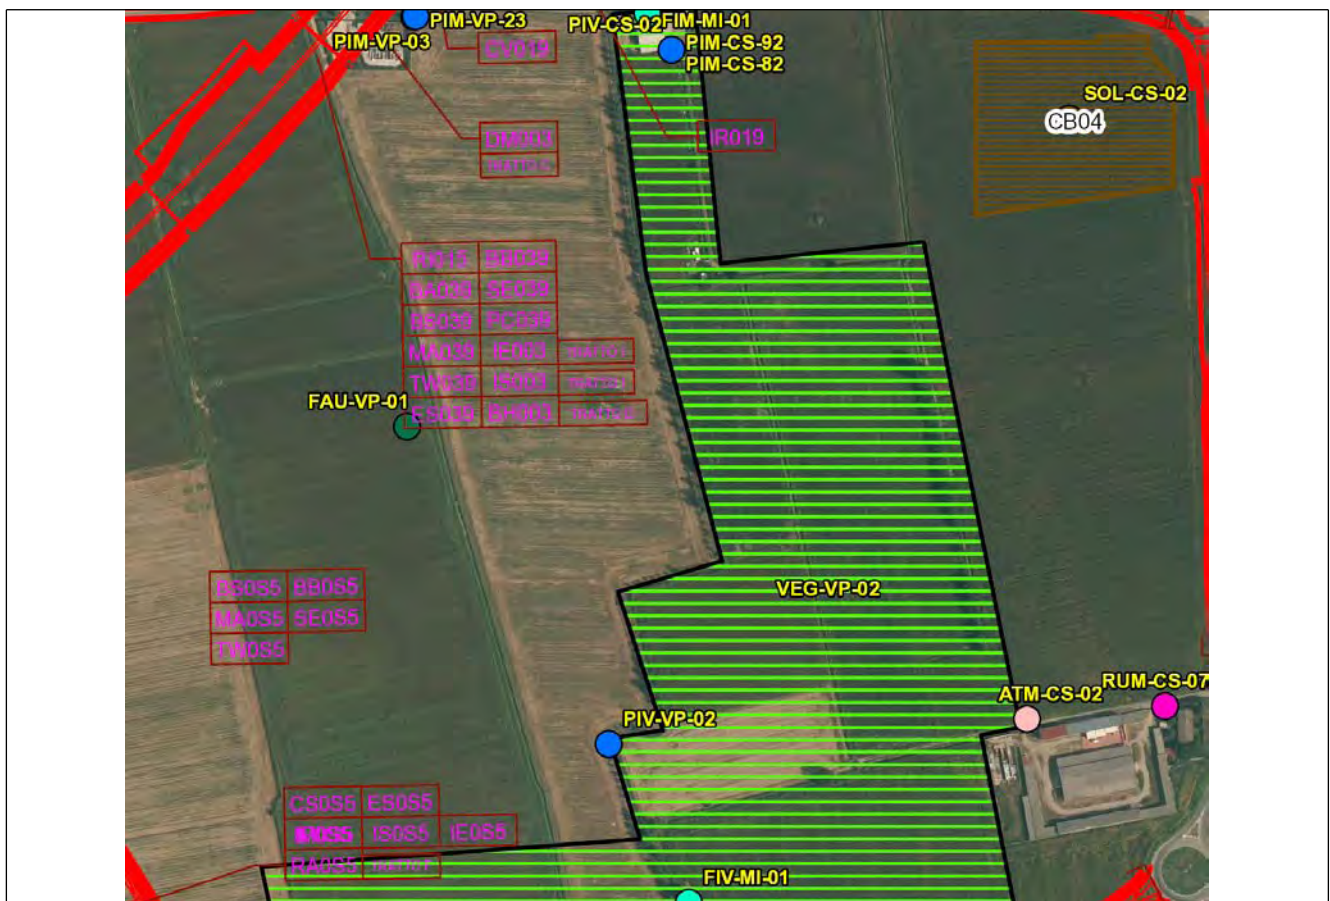 PIM-VP-23
PIV-CS-02
FIM-MI-01
PIM-VP-03
CV019
PIM-CS-92
PIM-CS-82
SOL-CS-02
CB04
DM003
IR019
BB039
SE039
BS039 PC039
MA039 IE003
TW039 IS003
FAU-VP-01
ES039 BH003
BS0S5 BB0S5
MA0S5 SE0S5
TW0S5
VEG-VP-02
RUM-CS-07
ATM-CS-02
PIV-VP-02
CS0S5 ES0S5
IS0S5 IE0S5
RA0S5
FIV-MI-01